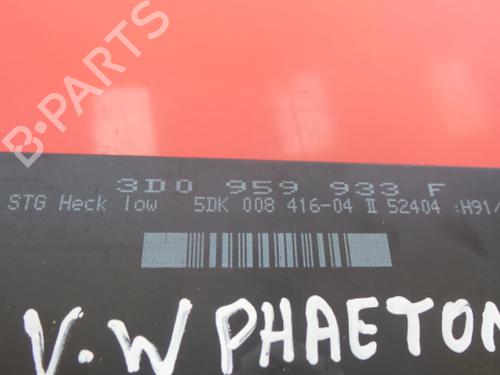 B-PARTS
3D0 959 933 F
STG Heck low 5DK 008 416-04 II 52404 :H91/
V.W PHAETON